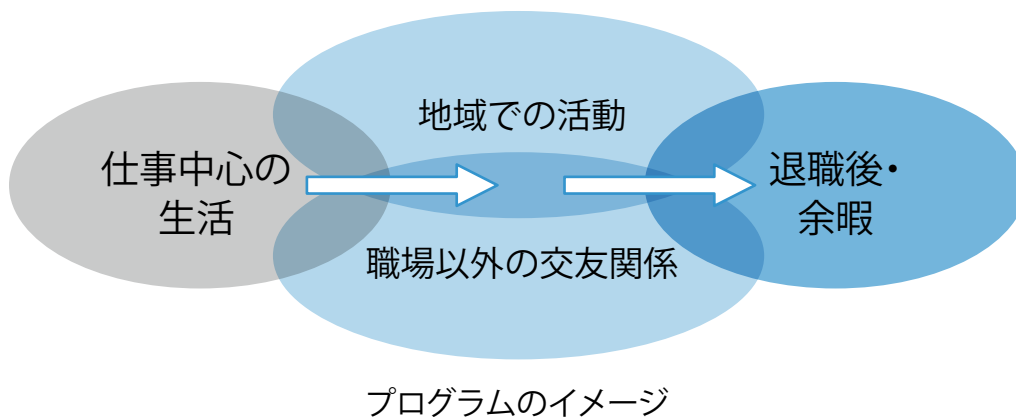 地域での活動
仕事中心の
生活
退職後・
余暇
職場以外の交友関係
プログラムのイメージ